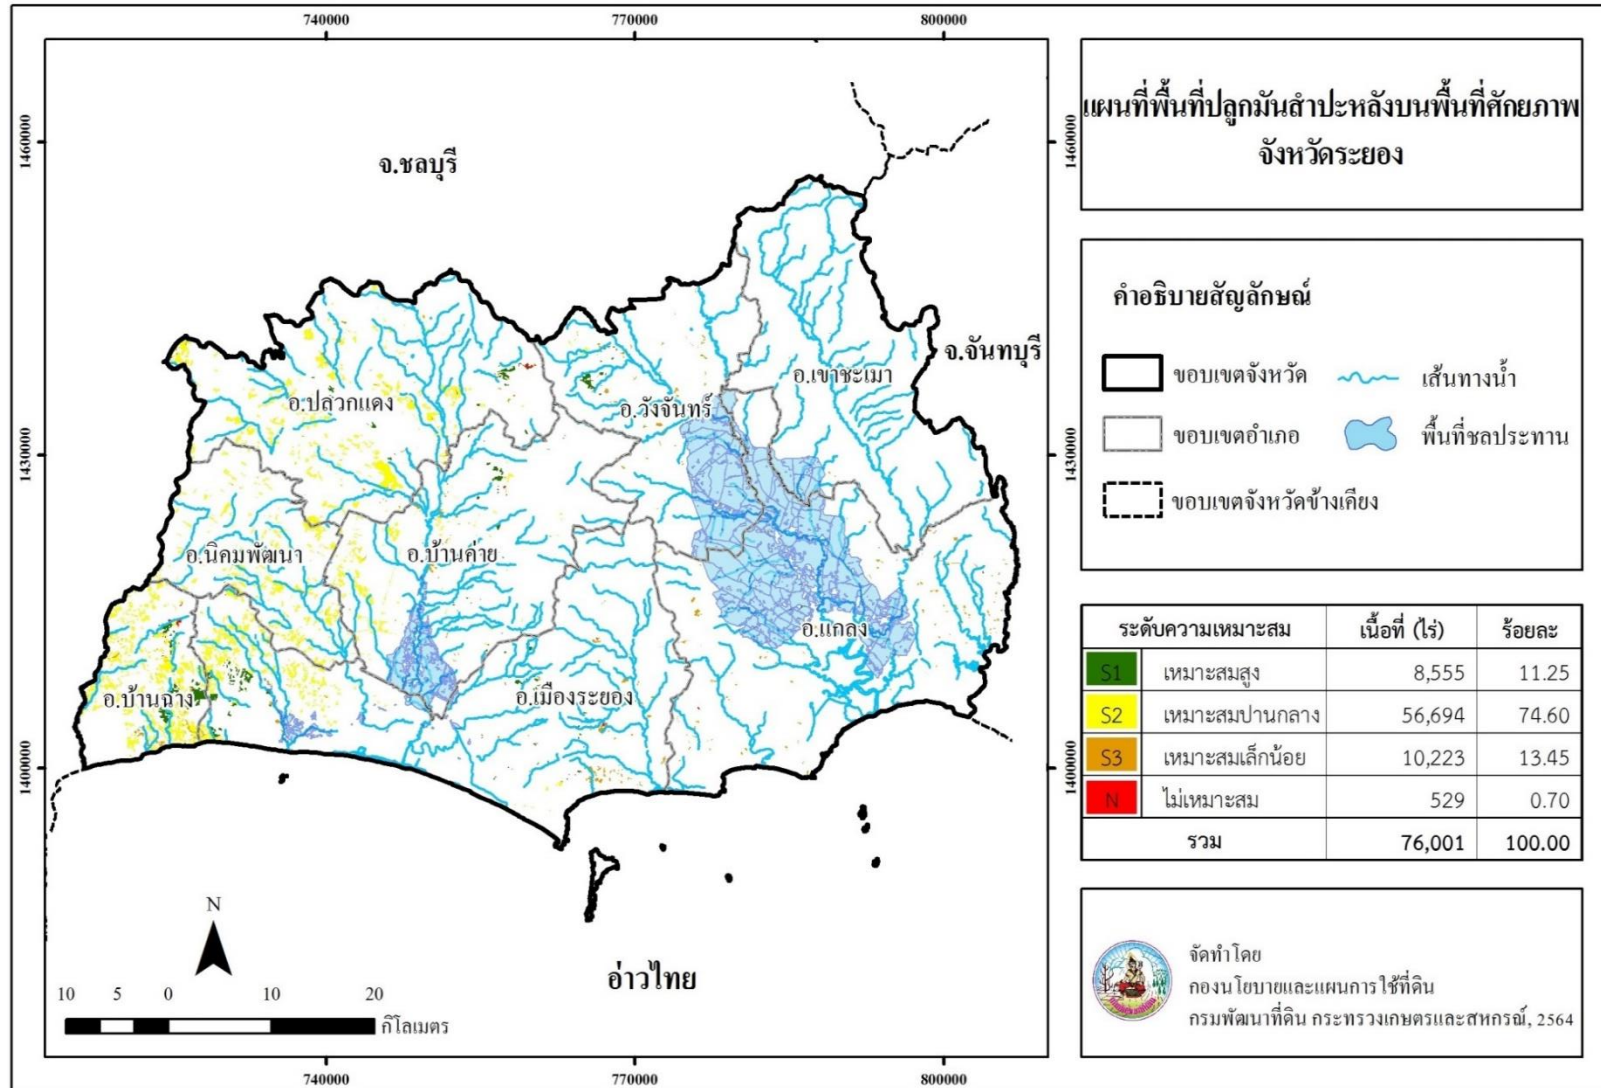 740000 770000 800000
แผนที่พื้นที่ปลูกมันสำปะหลังบนพื้นที่ศักยภาพ
จังหวัดระยอง
1460000 1460000
จ.ชลบุรี
คำอธิบายสัญลักษณ์
จ.จันทบุรี
ขอบเขตจังหวัด เส้นทางน้ำ
ขอบเขตอำเภอ พื้นที่ชลประทาน
ขอบเขตจังหวัดข้างเคียง
อ.เขาชะเมา
อ.ปลวกแดง
อ.วังจันทร์
1430000 1430000
อ.นิคมพัฒนา
อ.บ้านค่าย
อ.แกลง
อ.บ้านฉาง
อ.เมืองระยอง
1400000 1400000
ระดับความเหมาะสม เนื้อที่ (ไร่) ร้อยละ
S1 เหมาะสมสูง 8,555 11.25
S2 เหมาะสมปานกลาง 56,694 74.60
S3 เหมาะสมเล็กน้อย 10,223 13.45
N ไม่เหมาะสม 529 0.70
รวม 76,001 100.00
N
อ่าวไทย
10 5 0 10 20
กิโลเมตร
จัดทำโดย
กองนโยบายและแผนการใช้ที่ดิน
กรมพัฒนาที่ดิน กระทรวงเกษตรและสหกรณ์, 2564
740000 770000 800000